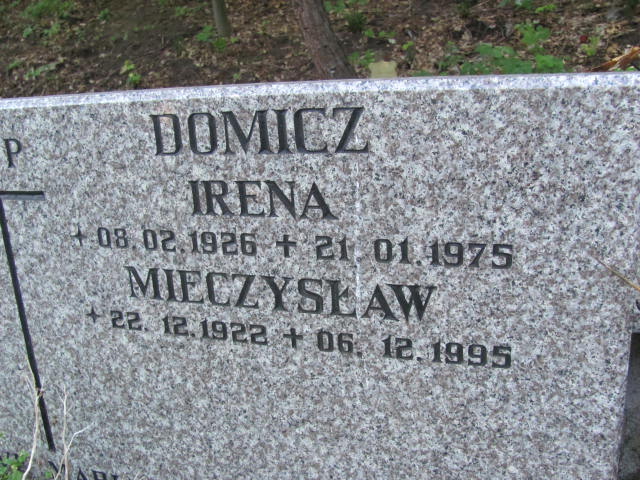 P
DOMICZ
IRENA
+ 08. 02. 1926 + 21. 01. 1975
MIECZYSŁAW
+ 22. 12. 1922 + 06. 12. 1995